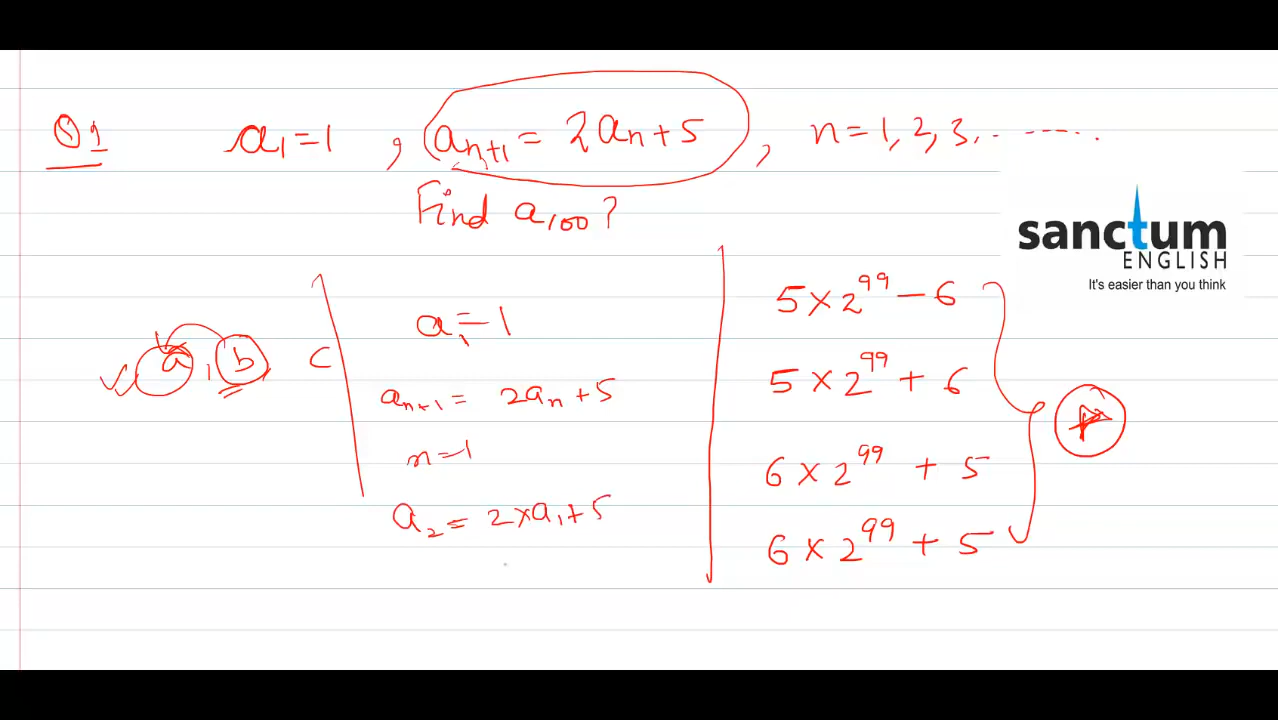 Q1 a₁=1 , aₙ₊₁ = 2aₙ+5 , n=1,2,3,.......
Find a₁₀₀?
sanctum
ENGLISH
It's easier than you think
a, b c
a₁=1
aₙ₊₁ = 2aₙ+5
n=1
a₂ = 2×a₁+5
5×2⁹⁹-6
5×2⁹⁹+6
6×2⁹⁹+5
6×2⁹⁹+5